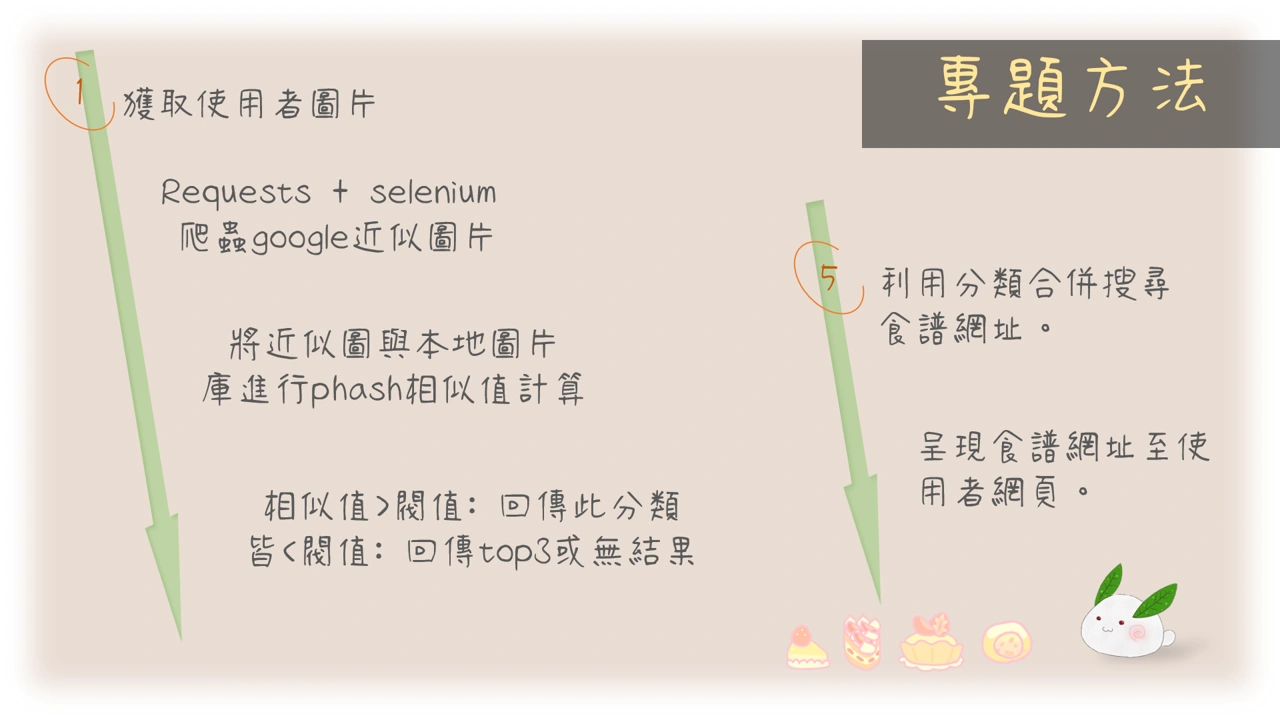 專題方法
1
獲取使用者圖片
Requests + selenium
爬蟲google近似圖片
將近似圖與本地圖片
庫進行phash相似值計算
相似值>閥值: 回傳此分類
皆<閥值: 回傳top3或無結果
5
利用分類合併搜尋
食譜網址。
呈現食譜網址至使
用者網頁。